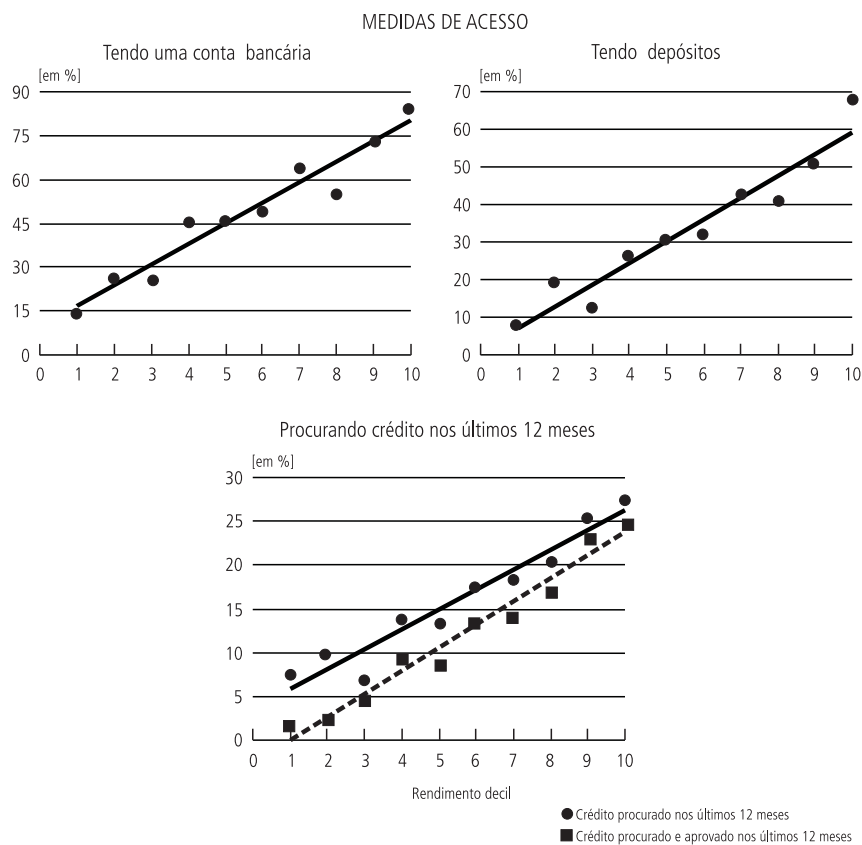 MEDIDAS DE ACESSO
Tendo uma conta bancária
[em %]
90
75
60
45
30
15
0
0 1 2 3 4 5 6 7 8 9 10
Tendo depósitos
[em %]
70
60
50
40
30
20
10
0
0 1 2 3 4 5 6 7 8 9 10
Procurando crédito nos últimos 12 meses
[em %]
30
25
20
15
10
5
0
0 1 2 3 4 5 6 7 8 9 10
Rendimento decil
Crédito procurado nos últimos 12 meses
Crédito procurado e aprovado nos últimos 12 meses